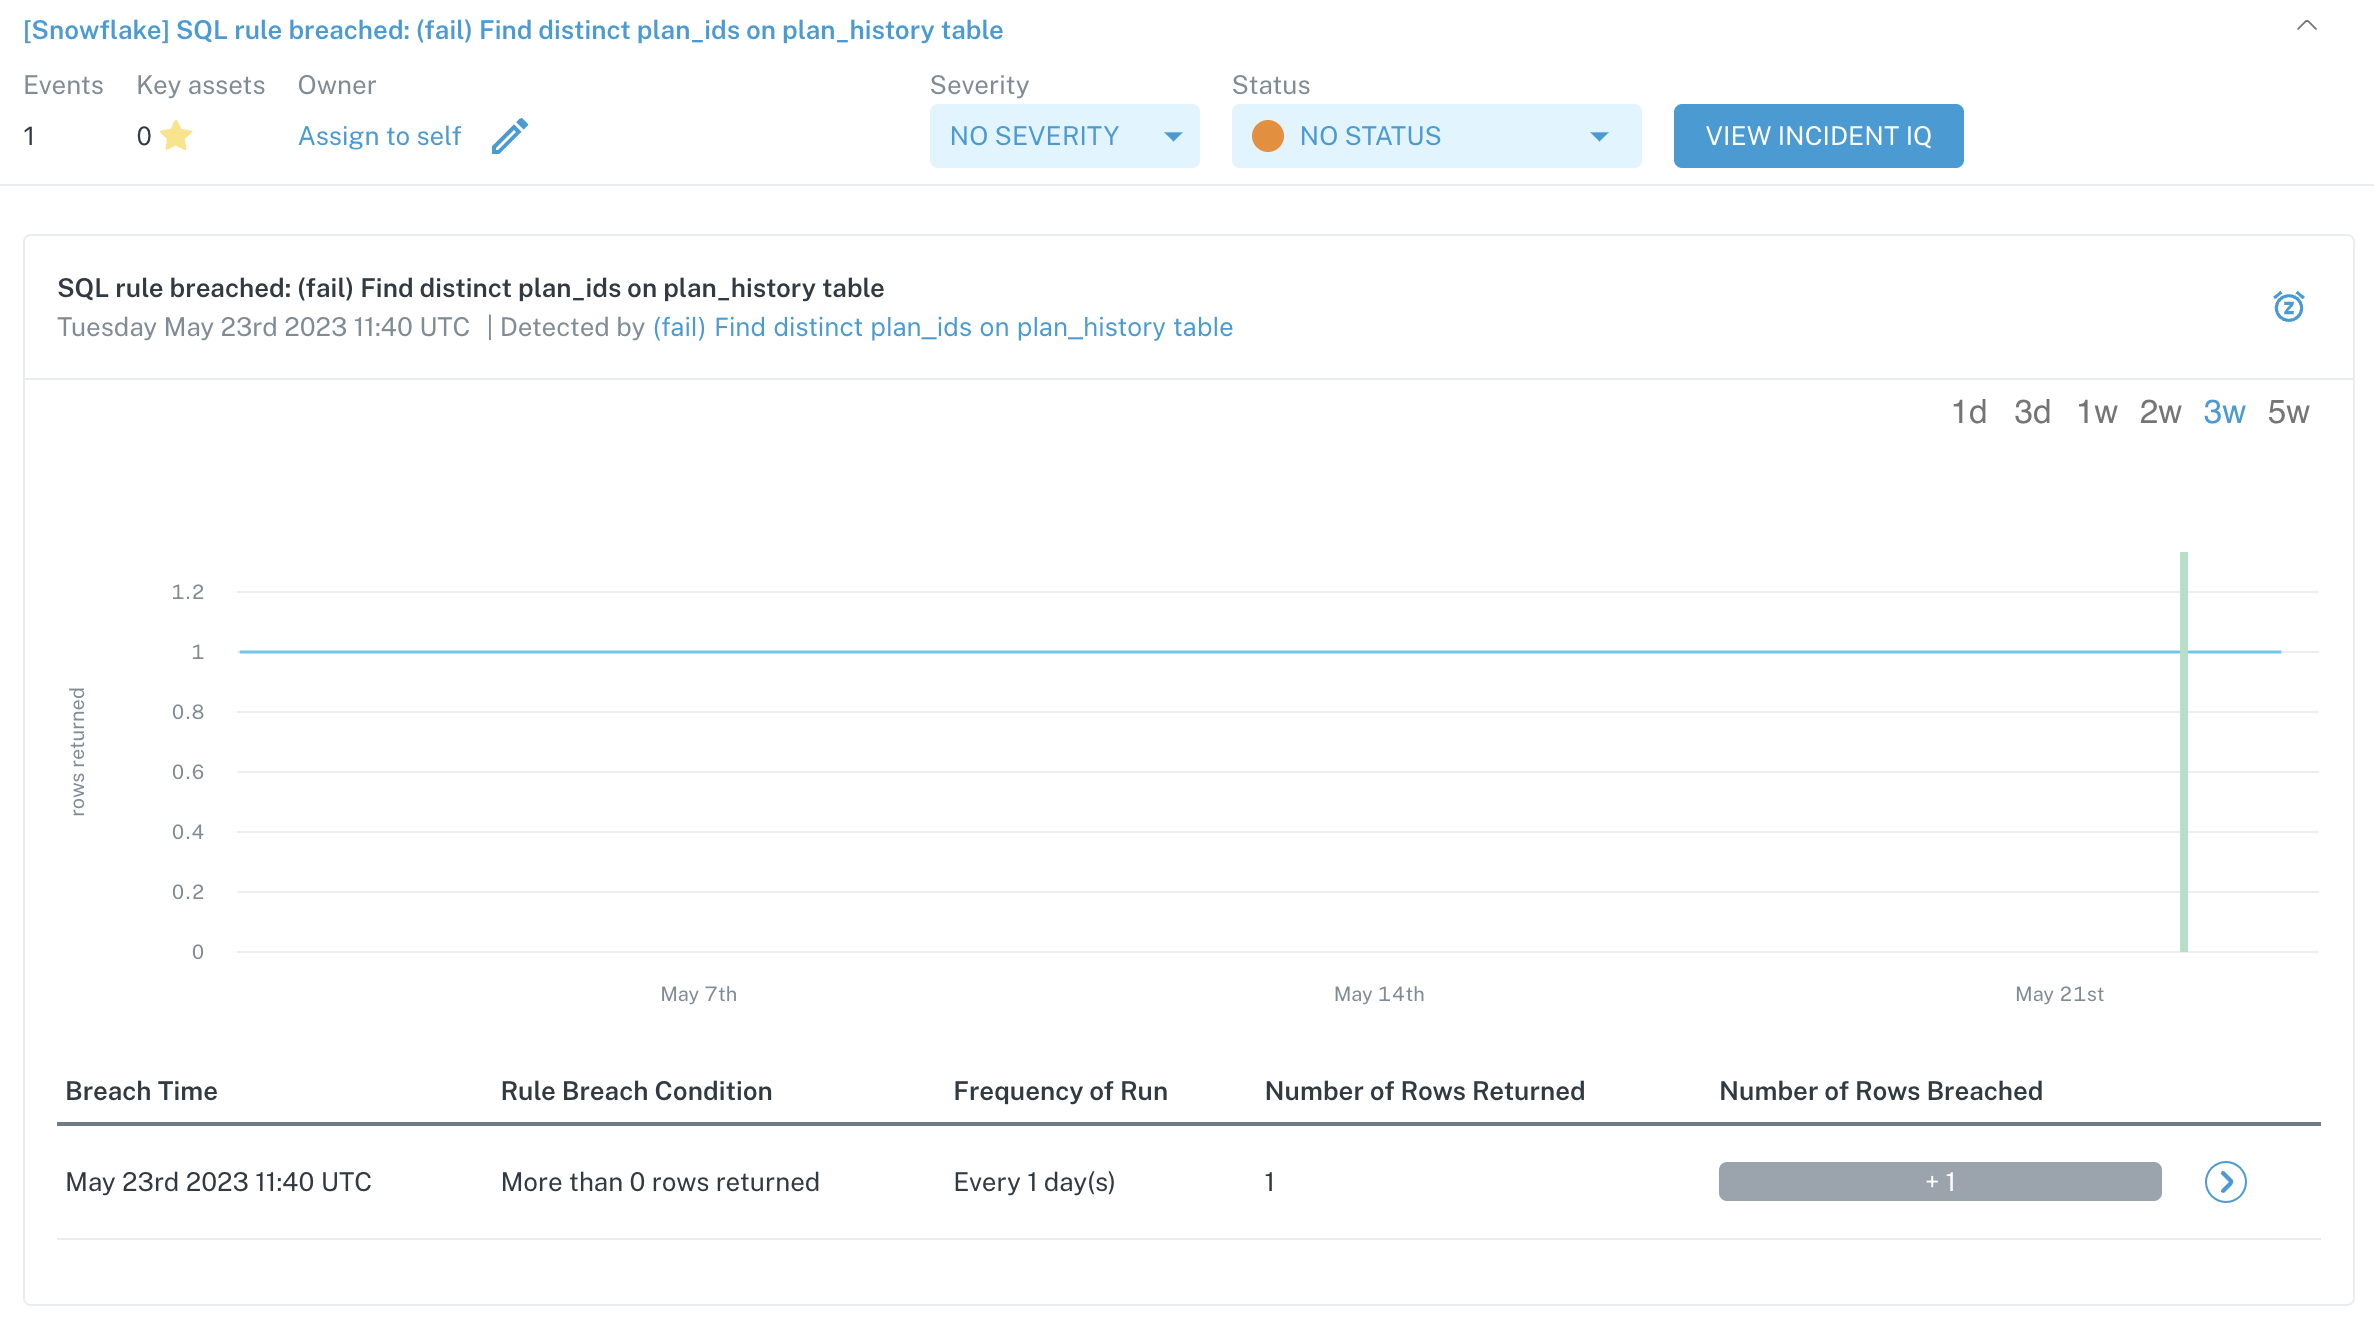 [Snowflake] SQL rule breached: (fail) Find distinct plan_ids on plan_history table
Events Key assets Owner Severity Status
1 0 Assign to self NO SEVERITY NO STATUS VIEW INCIDENT IQ
SQL rule breached: (fail) Find distinct plan_ids on plan_history table
Tuesday May 23rd 2023 11:40 UTC | Detected by (fail) Find distinct plan_ids on plan_history table
1d 3d 1w 2w 3w 5w
rows returned
1.2
1
0.8
0.6
0.4
0.2
0
May 7th May 14th May 21st
Breach Time Rule Breach Condition Frequency of Run Number of Rows Returned Number of Rows Breached
May 23rd 2023 11:40 UTC More than 0 rows returned Every 1 day(s) 1 + 1